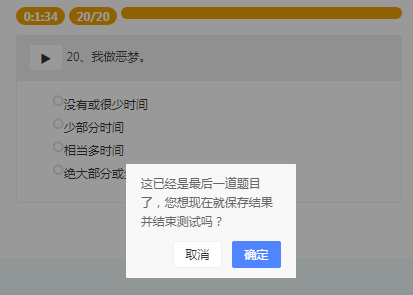 0:1:34 20/20
20、我做恶梦。
没有或很少时间
少部分时间
相当多时间
绝大部分或
这已经是最后一道题目
了，您想现在就保存结果
并结束测试吗？
取消 确定